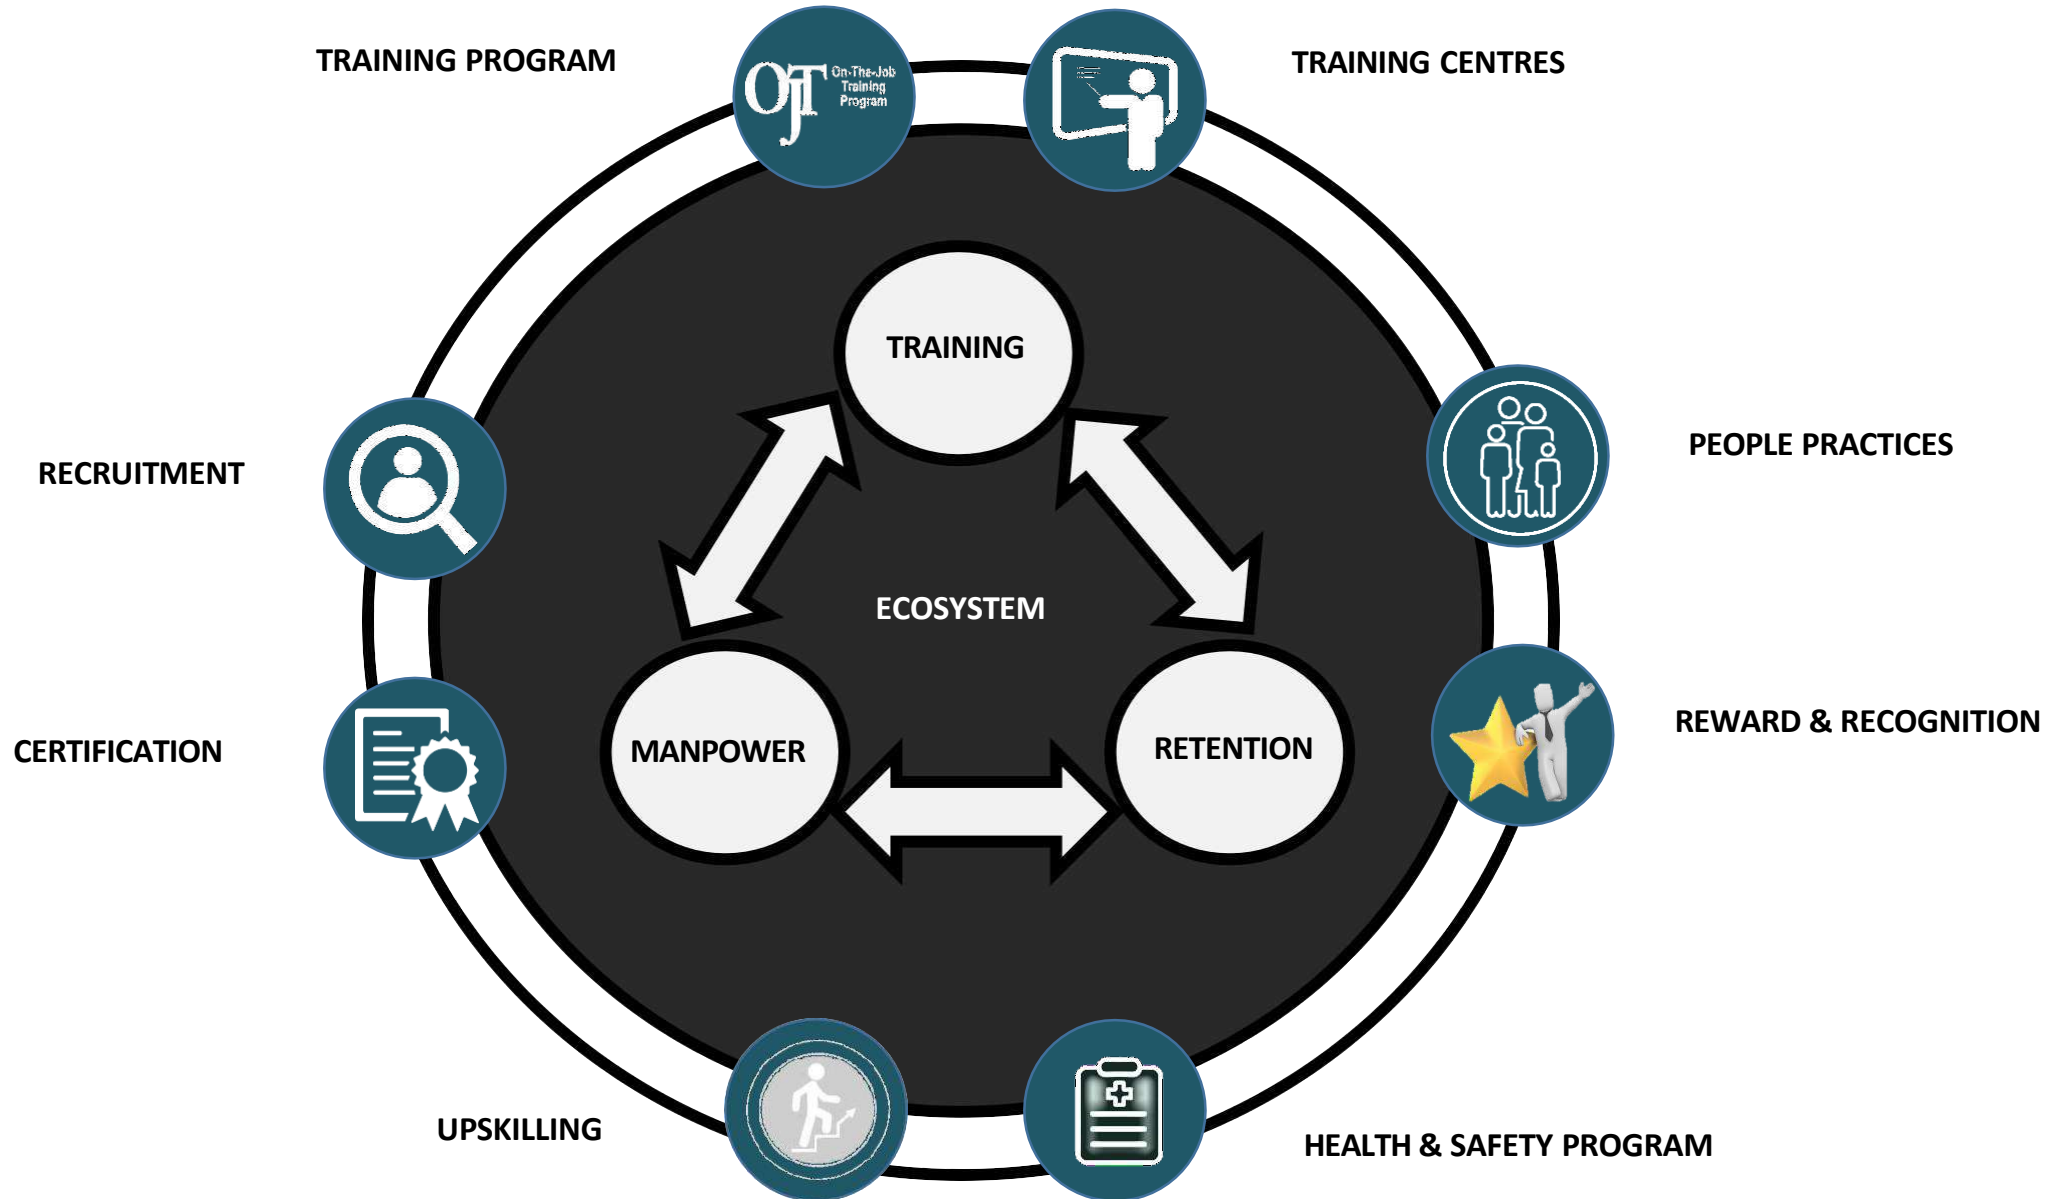 TRAINING PROGRAM
OJT
On-The-Job
Training
Program
TRAINING CENTRES
TRAINING
RECRUITMENT
PEOPLE PRACTICES
ECOSYSTEM
CERTIFICATION
MANPOWER
RETENTION
REWARD & RECOGNITION
UPSKILLING
HEALTH & SAFETY PROGRAM